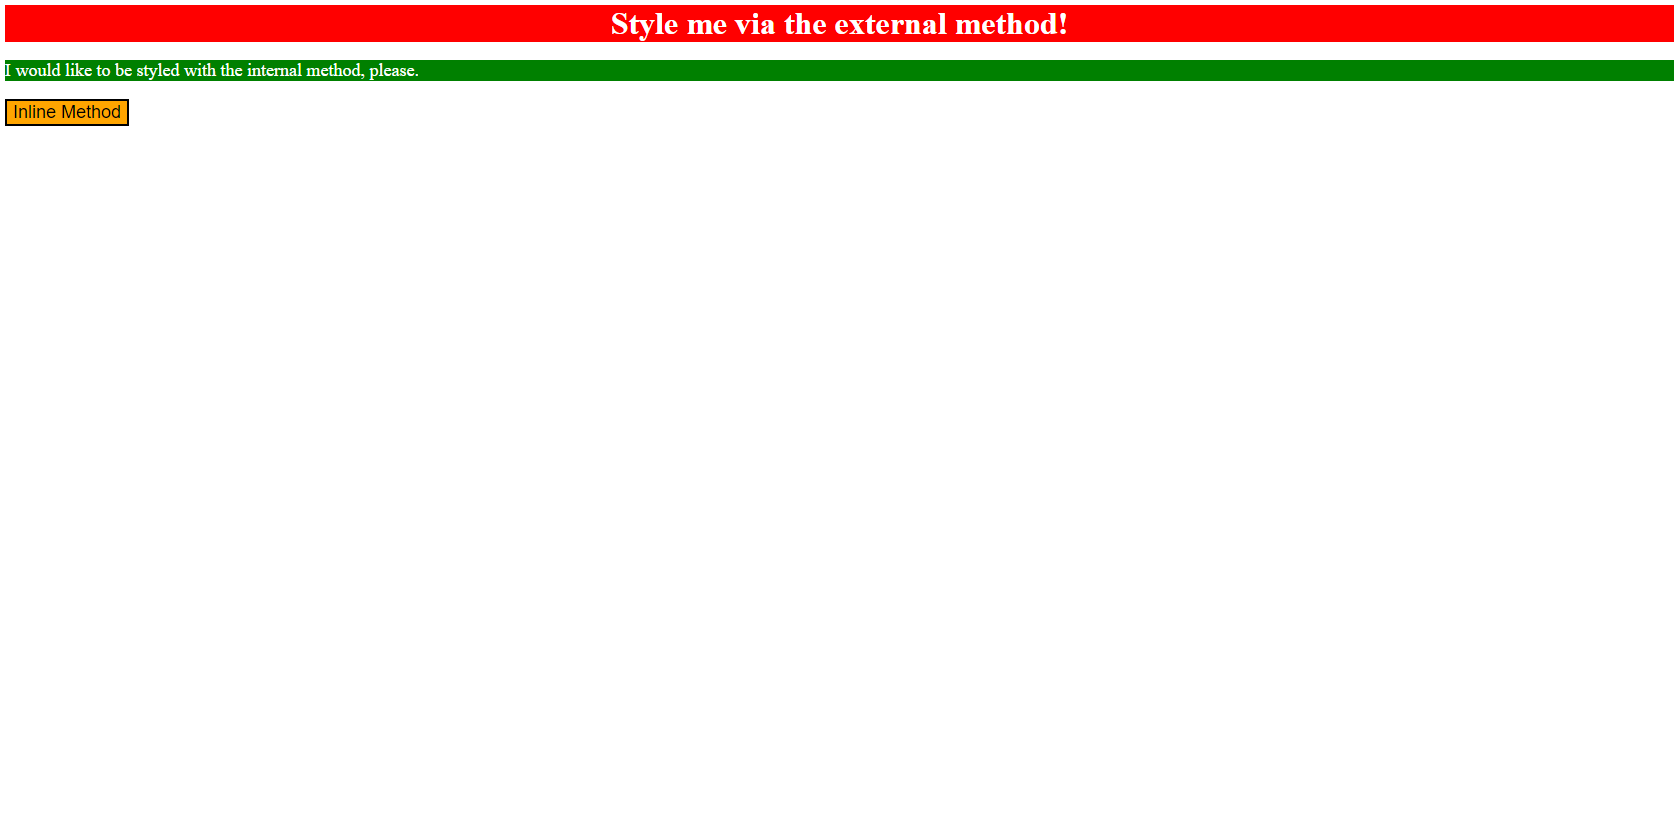 Style me via the external method!
I would like to be styled with the internal method, please.
Inline Method